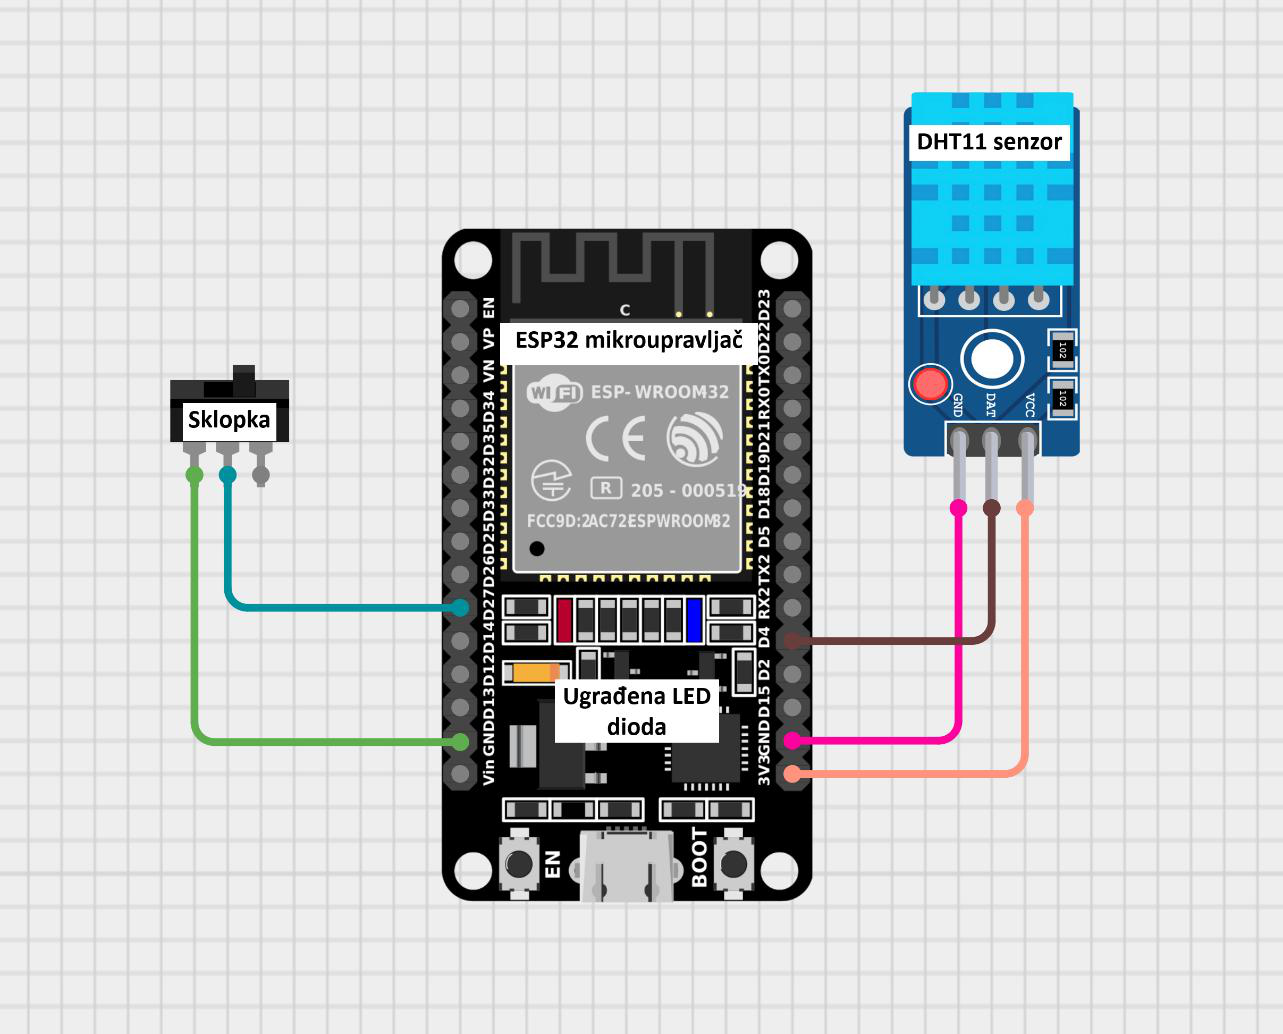 DHT11 senzor
GND
DAT
VCC
102
102
C
ESP32 mikroupravljač
Wi Fi ESP-WROOM32
CE
R 205 - 000519
FCC9D:2AC72ESPWROOM32
Sklopka
EN
VP
VN
D34
D35
D32
D33
D25
D26
D27
D14
D12
D13
GND
Vin
D23
D22
TX0
RX0
D21
D19
D18
D5
TX2
RX2
D4
D2
D15
GND
3V3
Ugrađena LED
dioda
EN
BOOT